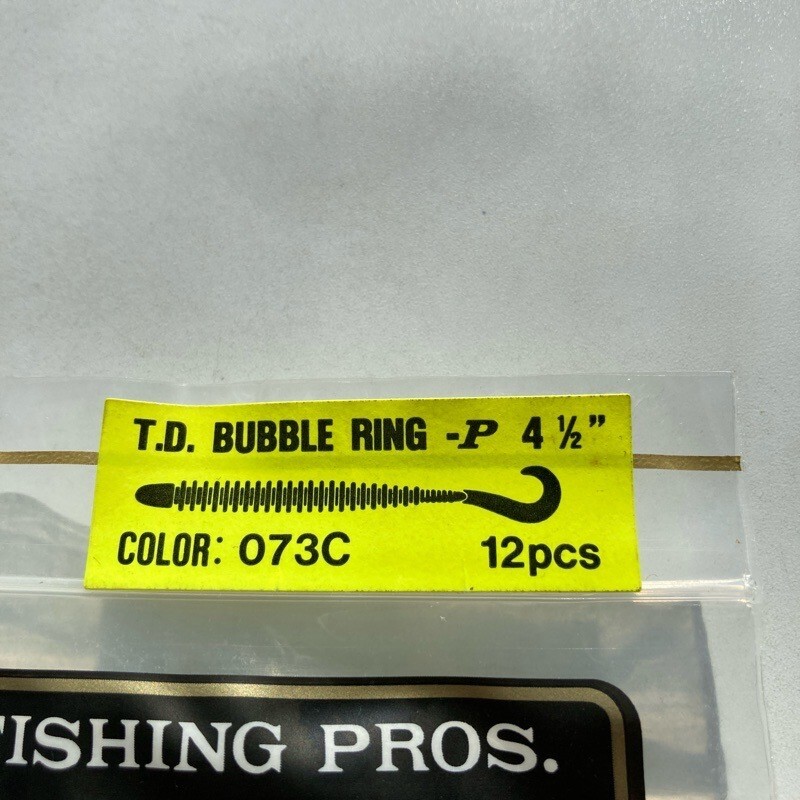 T.D. BUBBLE RING -P 4 ½"
COLOR: 073C 12pcs
FISHING PROS.